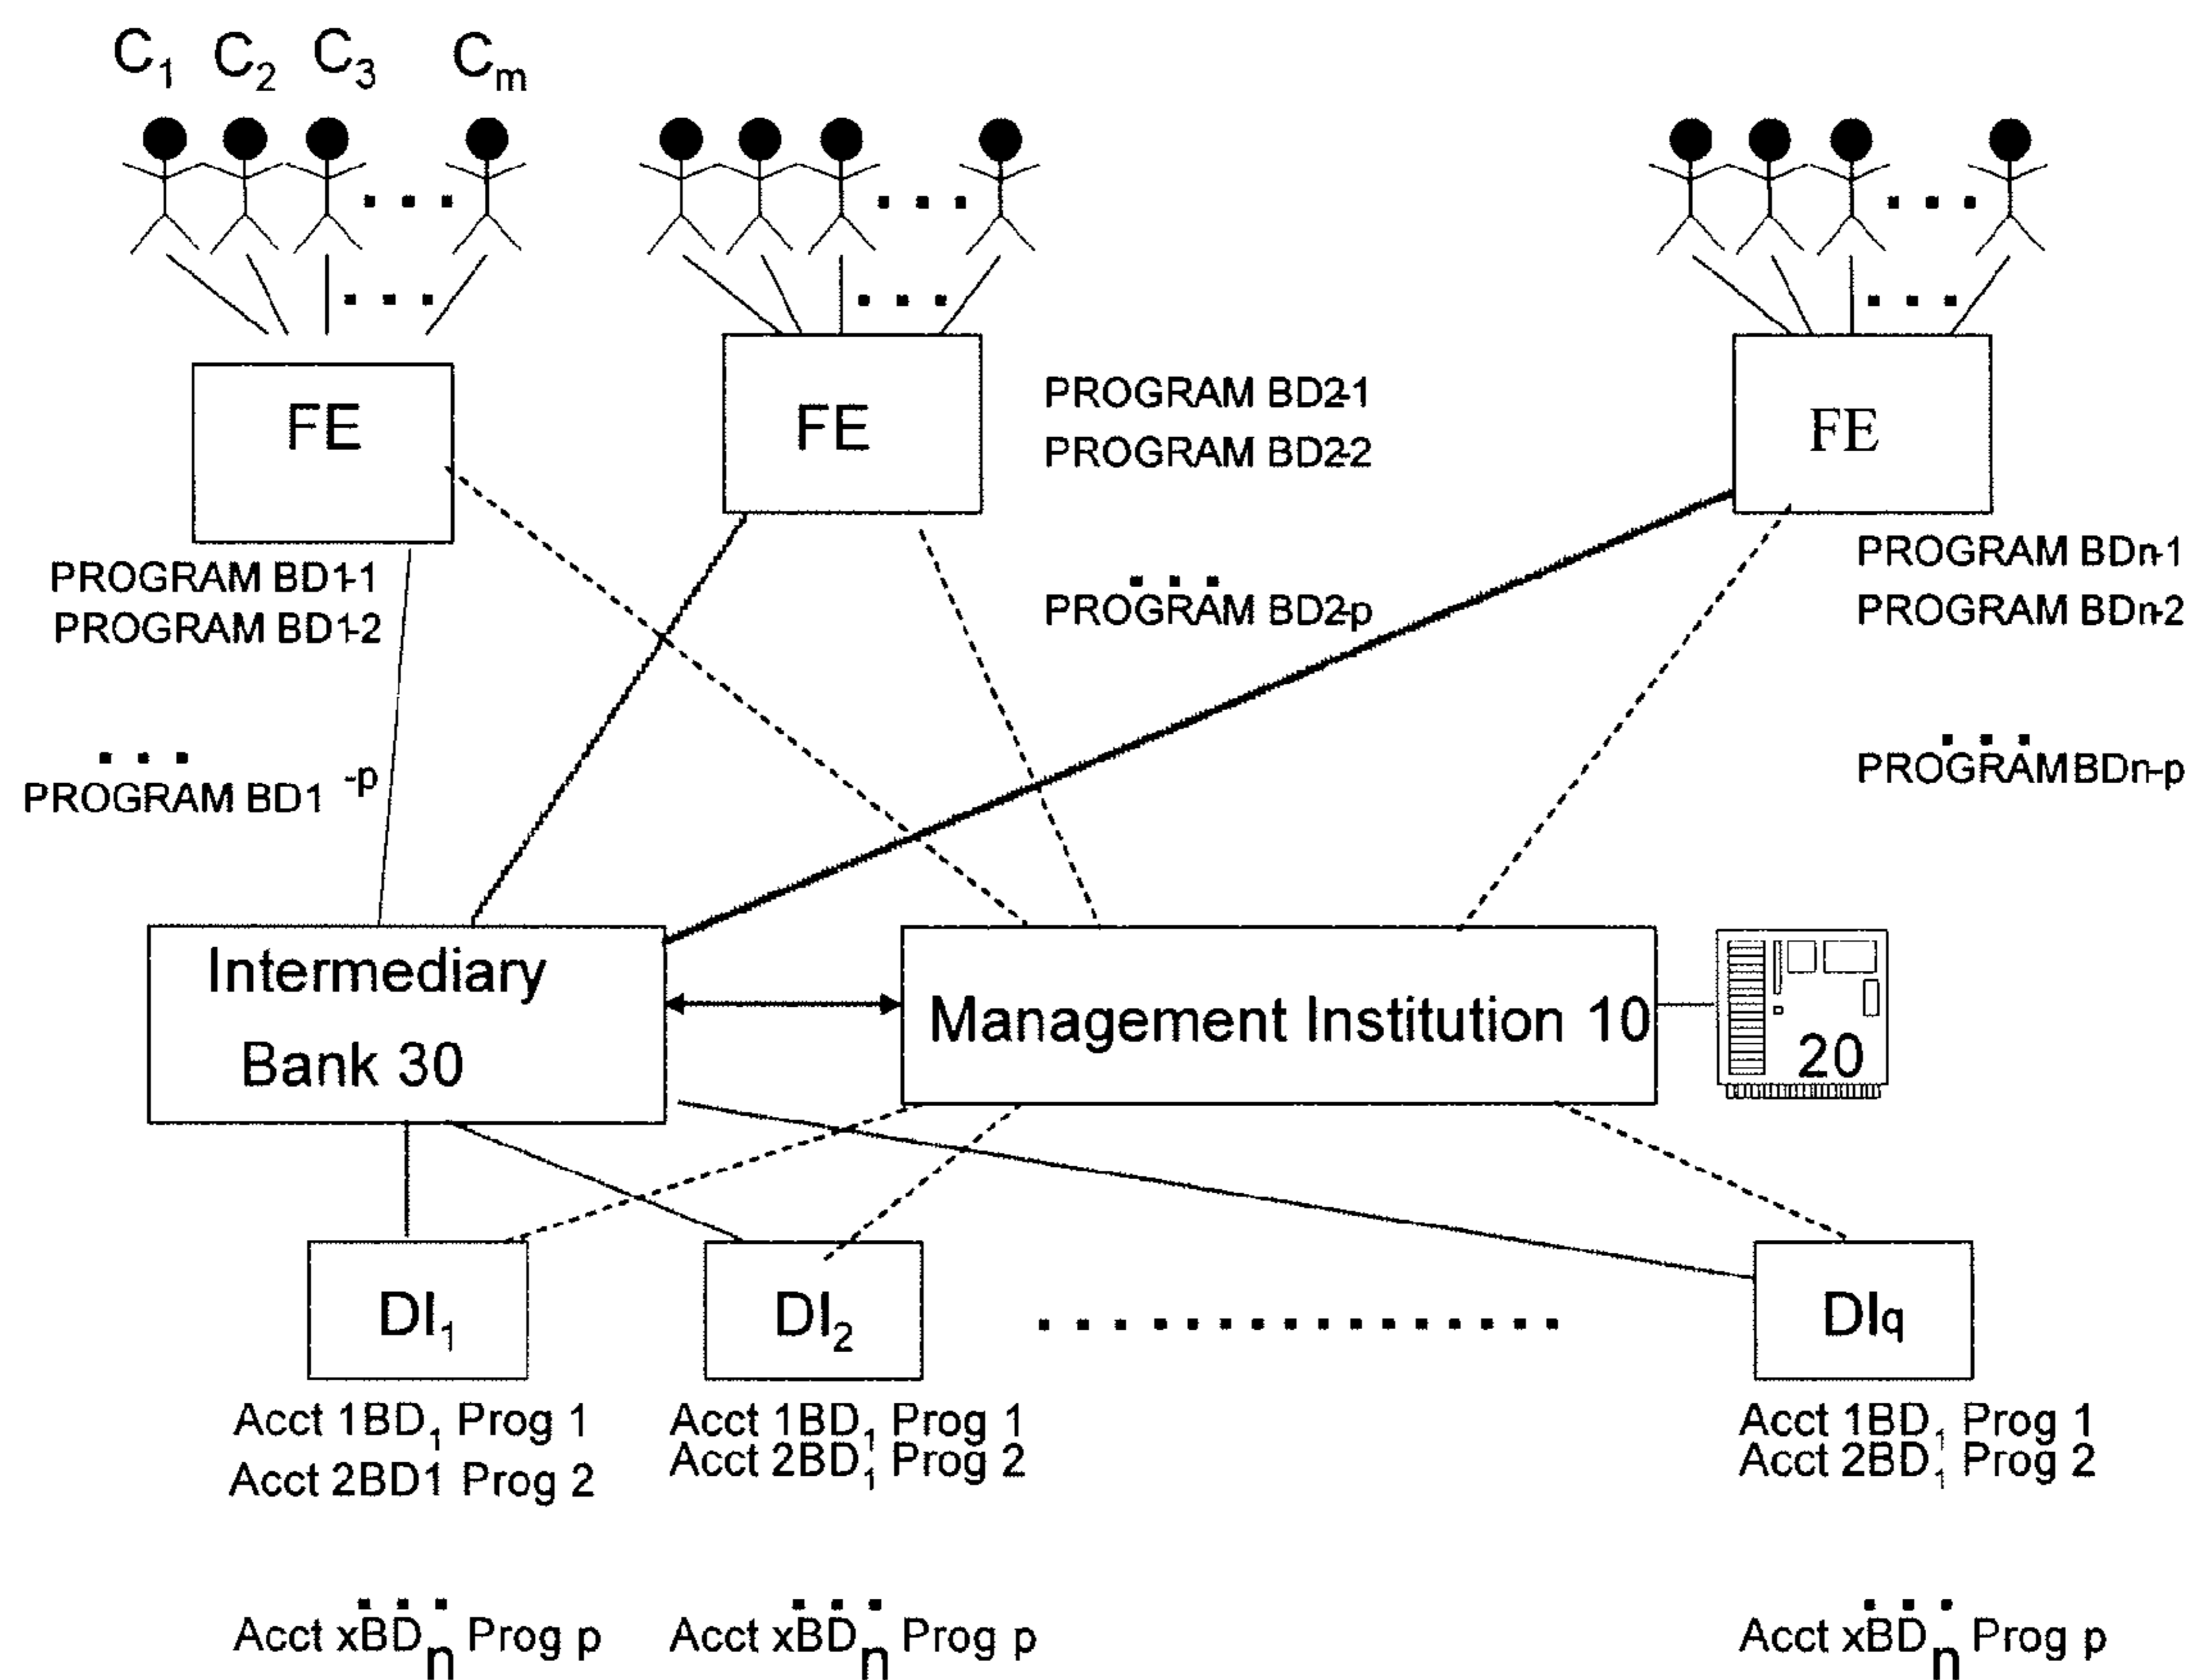 C1 C2 C3 Cm
FE
FE
FE
PROGRAM BD2-1
PROGRAM BD2-2
PROGRAM BD2-p
PROGRAM BD1-1
PROGRAM BD1-2
PROGRAM BD1 -p
PROGRAM BDn-1
PROGRAM BDn-2
PROGRAM BDn-p
Intermediary
Bank 30
Management Institution 10
20
DI1
DI2
DIq
Acct 1BD1 Prog 1
Acct 2BD1 Prog 2
Acct xBDn Prog p
Acct 1BD1 Prog 1
Acct 2BD1 Prog 2
Acct xBDn Prog p
Acct 1BD1 Prog 1
Acct 2BD1 Prog 2
Acct xBDn Prog p